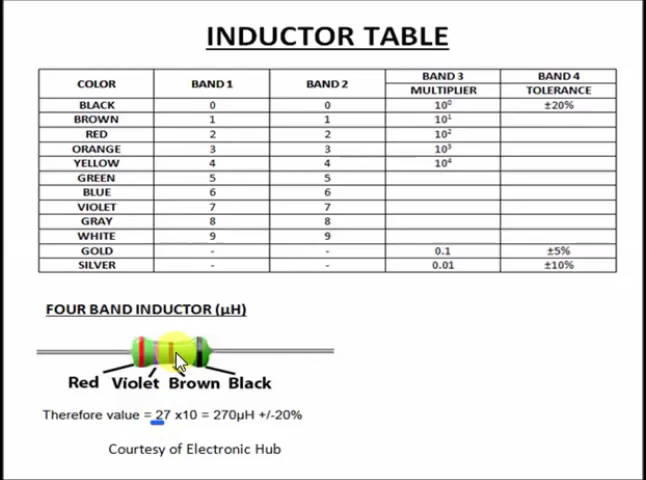 INDUCTOR TABLE
COLOR BAND 1 BAND 2 BAND 3 BAND 4
MULTIPLIER TOLERANCE
BLACK 0 0 10⁰ ±20%
BROWN 1 1 10¹
RED 2 2 10²
ORANGE 3 3 10³
YELLOW 4 4 10⁴
GREEN 5 5
BLUE 6 6
VIOLET 7 7
GRAY 8 8
WHITE 9 9
GOLD - - 0.1 ±5%
SILVER - - 0.01 ±10%
FOUR BAND INDUCTOR (µH)
Red Violet Brown Black
Therefore value = 27 x10 = 270µH +/-20%
Courtesy of Electronic Hub